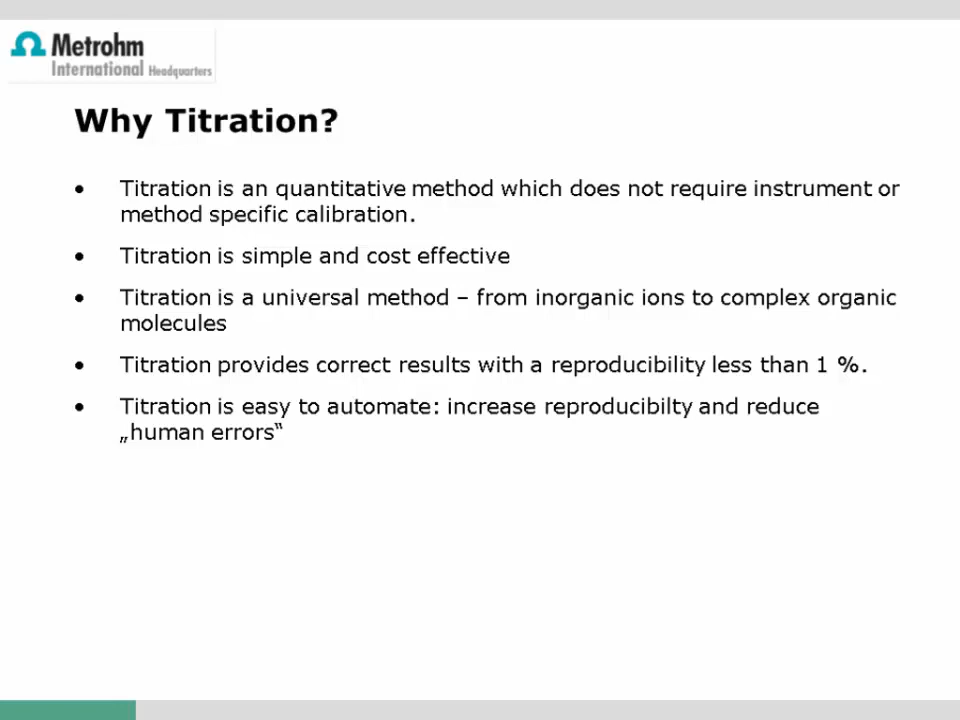 Metrohm
International Headquarters
Why Titration?
• Titration is an quantitative method which does not require instrument or
method specific calibration.
• Titration is simple and cost effective
• Titration is a universal method – from inorganic ions to complex organic
molecules
• Titration provides correct results with a reproducibility less than 1 %.
• Titration is easy to automate: increase reproducibilty and reduce
„human errors“